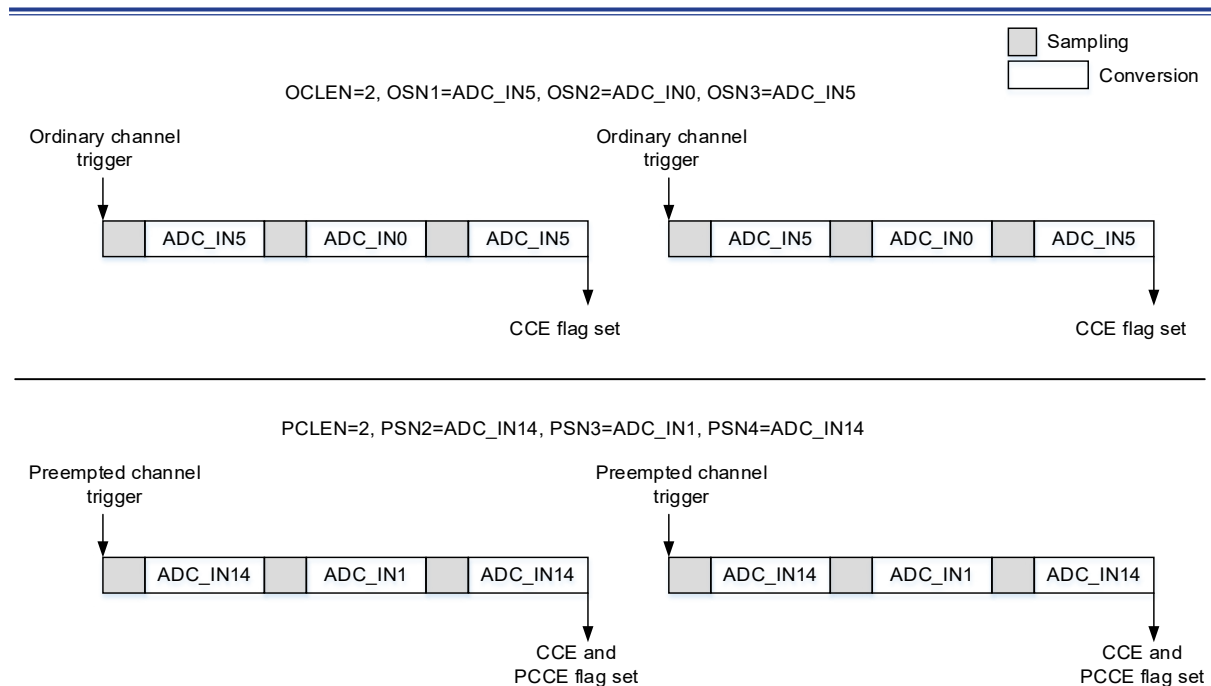 Sampling
Conversion
OCLEN=2, OSN1=ADC_IN5, OSN2=ADC_IN0, OSN3=ADC_IN5
Ordinary channel
trigger
Ordinary channel
trigger
ADC_IN5 ADC_IN0 ADC_IN5 ADC_IN5 ADC_IN0 ADC_IN5
CCE flag set CCE flag set
PCLEN=2, PSN2=ADC_IN14, PSN3=ADC_IN1, PSN4=ADC_IN14
Preempted channel
trigger
Preempted channel
trigger
ADC_IN14 ADC_IN1 ADC_IN14 ADC_IN14 ADC_IN1 ADC_IN14
CCE and
PCCE flag set
CCE and
PCCE flag set